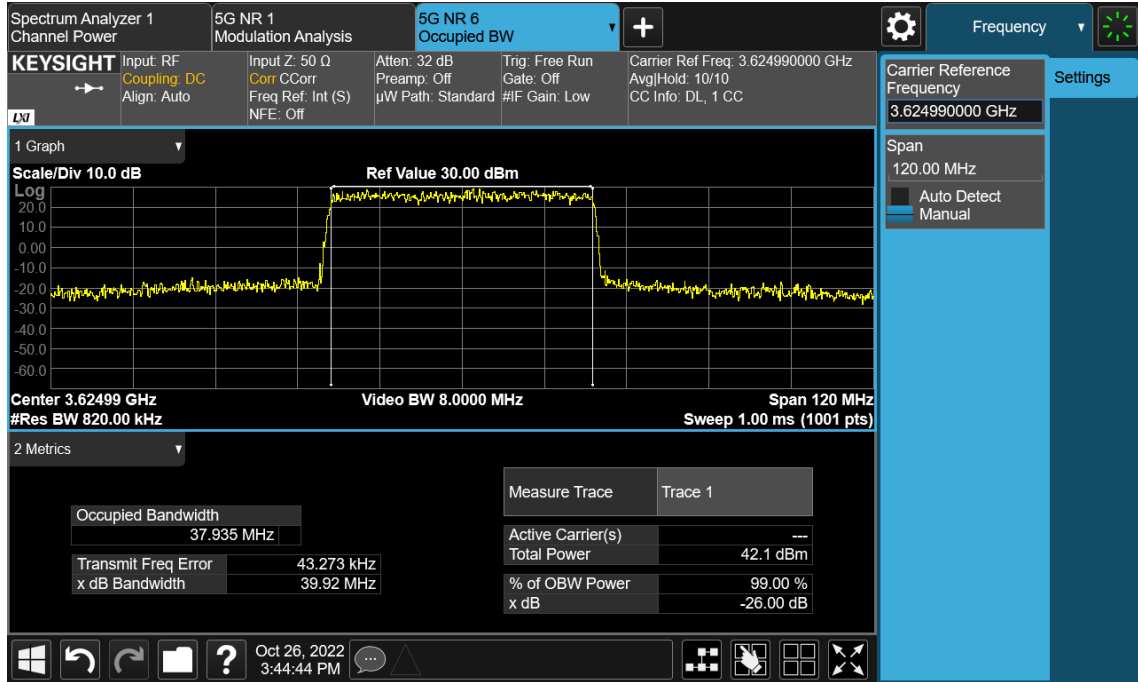 Spectrum Analyzer 1
Channel Power
5G NR 1
Modulation Analysis
5G NR 6
Occupied BW
▼
+
Frequency
▼
KEYSIGHT
LXI
Input: RF
Coupling: DC
Align: Auto
Input Z: 50 Ω
Corr CCorr
Freq Ref: Int (S)
NFE: Off
Atten: 32 dB
Preamp: Off
µW Path: Standard
Trig: Free Run
Gate: Off
#IF Gain: Low
Carrier Ref Freq: 3.624990000 GHz
Avg|Hold: 10/10
CC Info: DL, 1 CC
Carrier Reference
Frequency
3.624990000 GHz
Settings
Span
120.00 MHz
Auto Detect
Manual
1 Graph ▼
Scale/Div 10.0 dB
Ref Value 30.00 dBm
Log
20.0
10.0
0.00
-10.0
-20.0
-30.0
-40.0
-50.0
-60.0
Center 3.62499 GHz
Video BW 8.0000 MHz
Span 120 MHz
#Res BW 820.00 kHz
Sweep 1.00 ms (1001 pts)
2 Metrics ▼
Measure Trace Trace 1
Occupied Bandwidth
37.935 MHz
Transmit Freq Error 43.273 kHz
x dB Bandwidth 39.92 MHz
Active Carrier(s) ---
Total Power 42.1 dBm
% of OBW Power 99.00 %
x dB -26.00 dB
?
Oct 26, 2022
3:44:44 PM
...